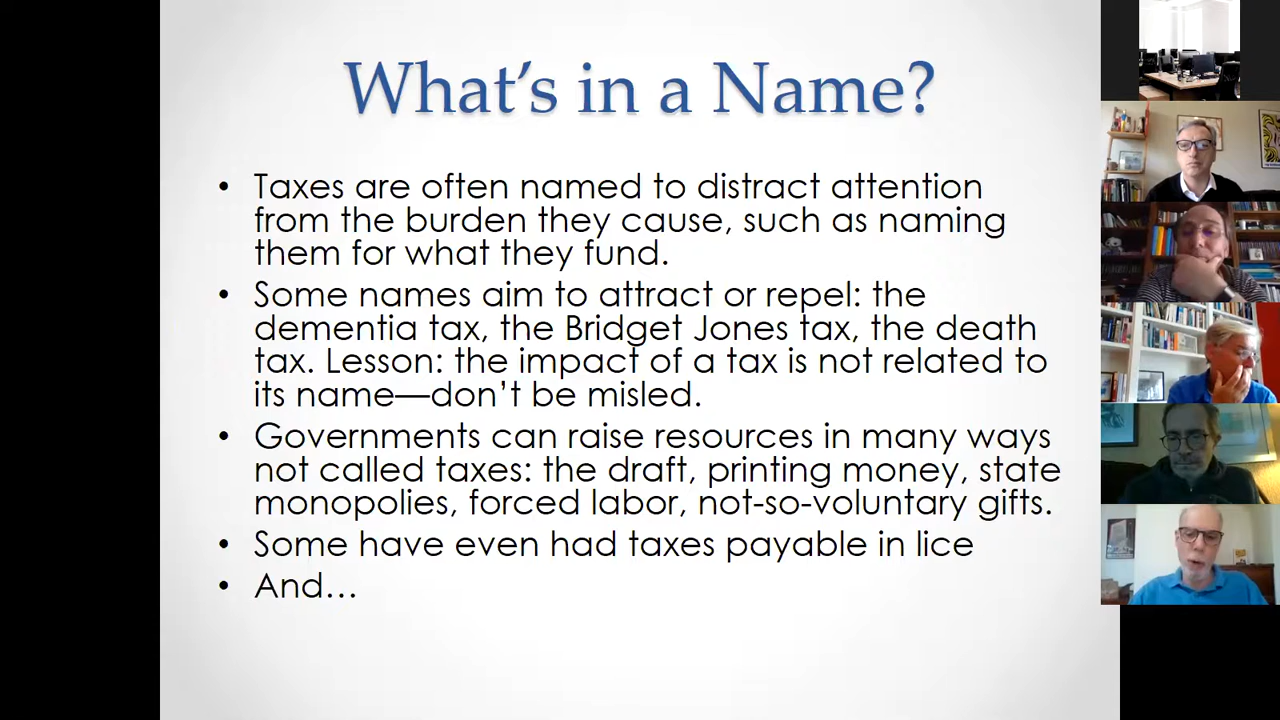 What's in a Name?
• Taxes are often named to distract attention
from the burden they cause, such as naming
them for what they fund.
• Some names aim to attract or repel: the
dementia tax, the Bridget Jones tax, the death
tax. Lesson: the impact of a tax is not related to
its name—don't be misled.
• Governments can raise resources in many ways
not called taxes: the draft, printing money, state
monopolies, forced labor, not-so-voluntary gifts.
• Some have even had taxes payable in lice
• And…